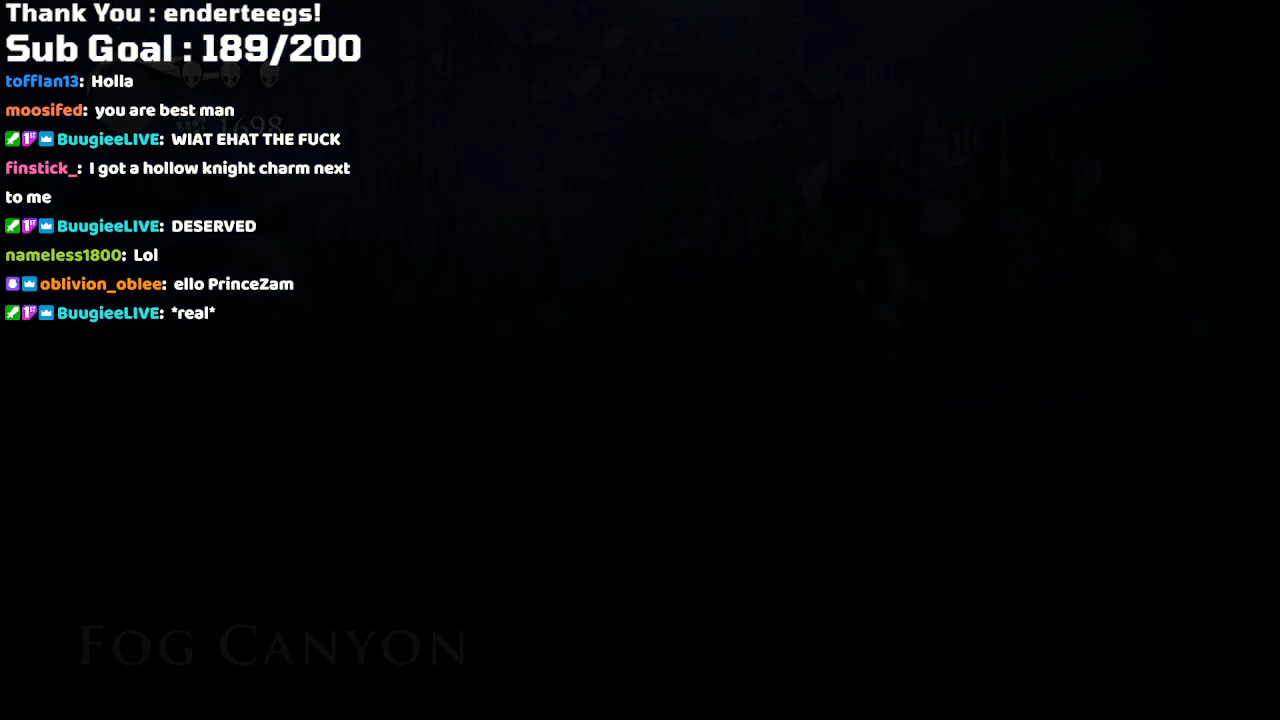 Thank You : enderteegs!
Sub Goal : 189/200
tofflan13: Holla
moosifed: you are best man
1698
BuugieeLIVE: WIAT EHAT THE FUCK
finstick_: I got a hollow knight charm next
to me
BuugieeLIVE: DESERVED
nameless1800: Lol
oblivion_oblee: ello PrinceZam
BuugieeLIVE: *real*
FOG CANYON